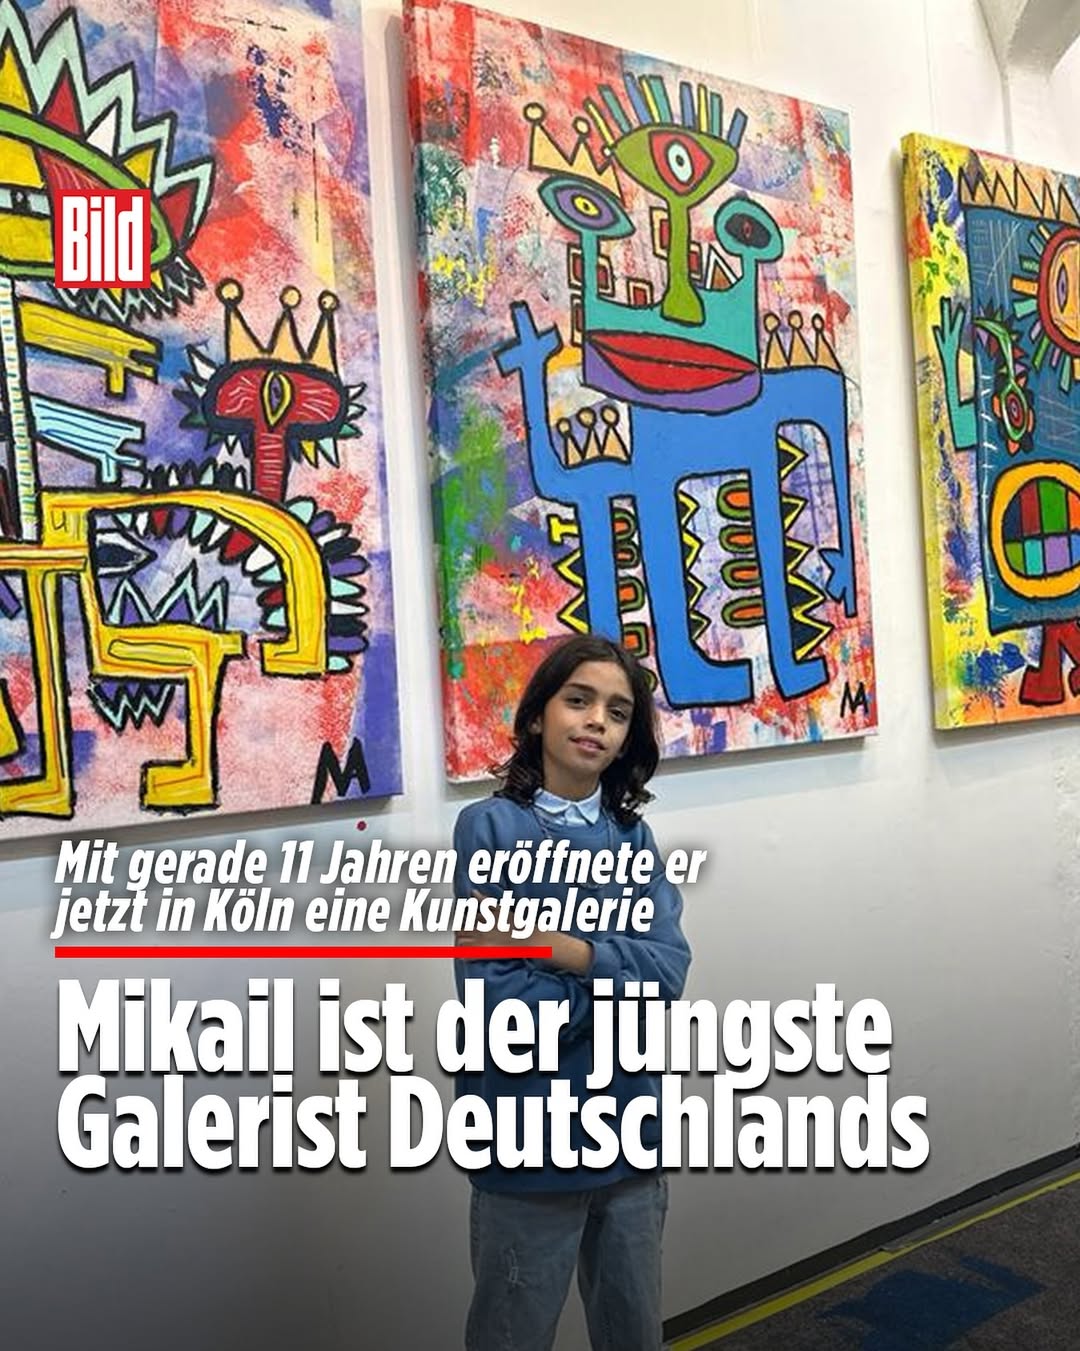 Bild
M
M
Mit gerade 11 Jahren eröffnete er
jetzt in Köln eine Kunstgalerie
Mikail ist der jüngste
Galerist Deutschlands